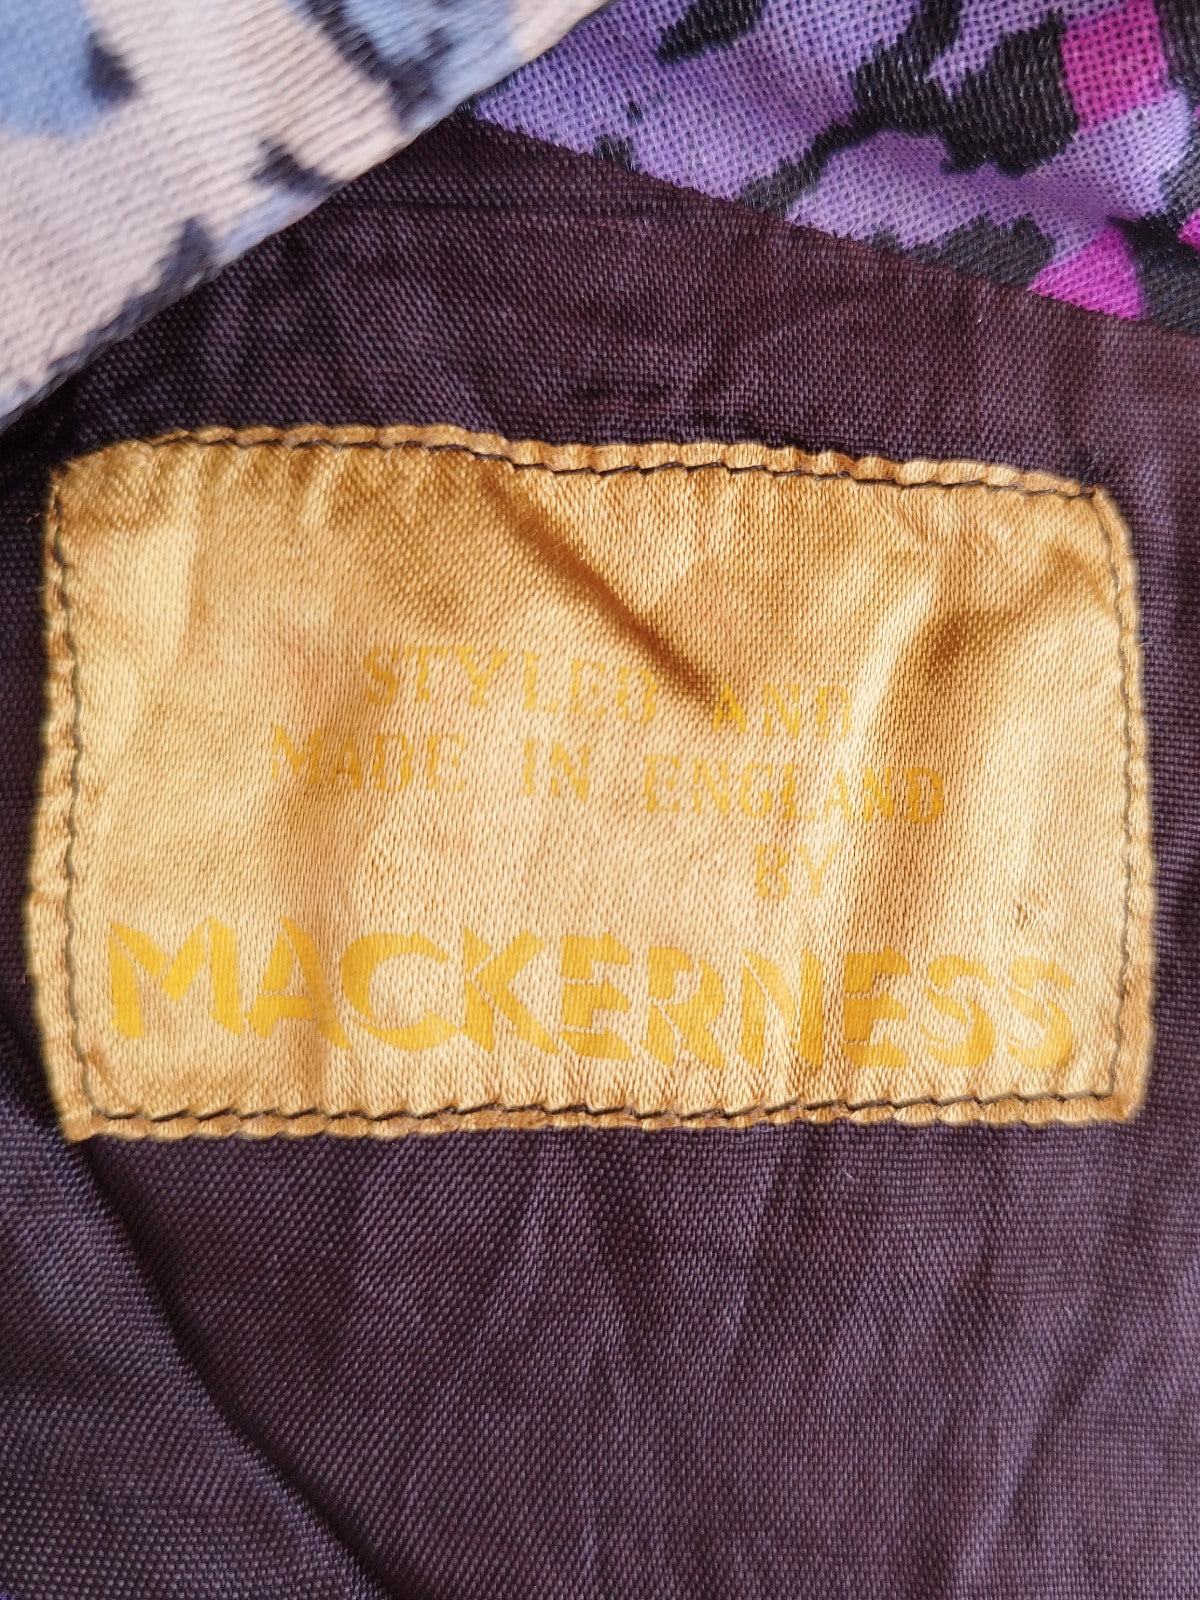 STYLED AND
MADE IN ENGLAND
BY
MACKERNESS